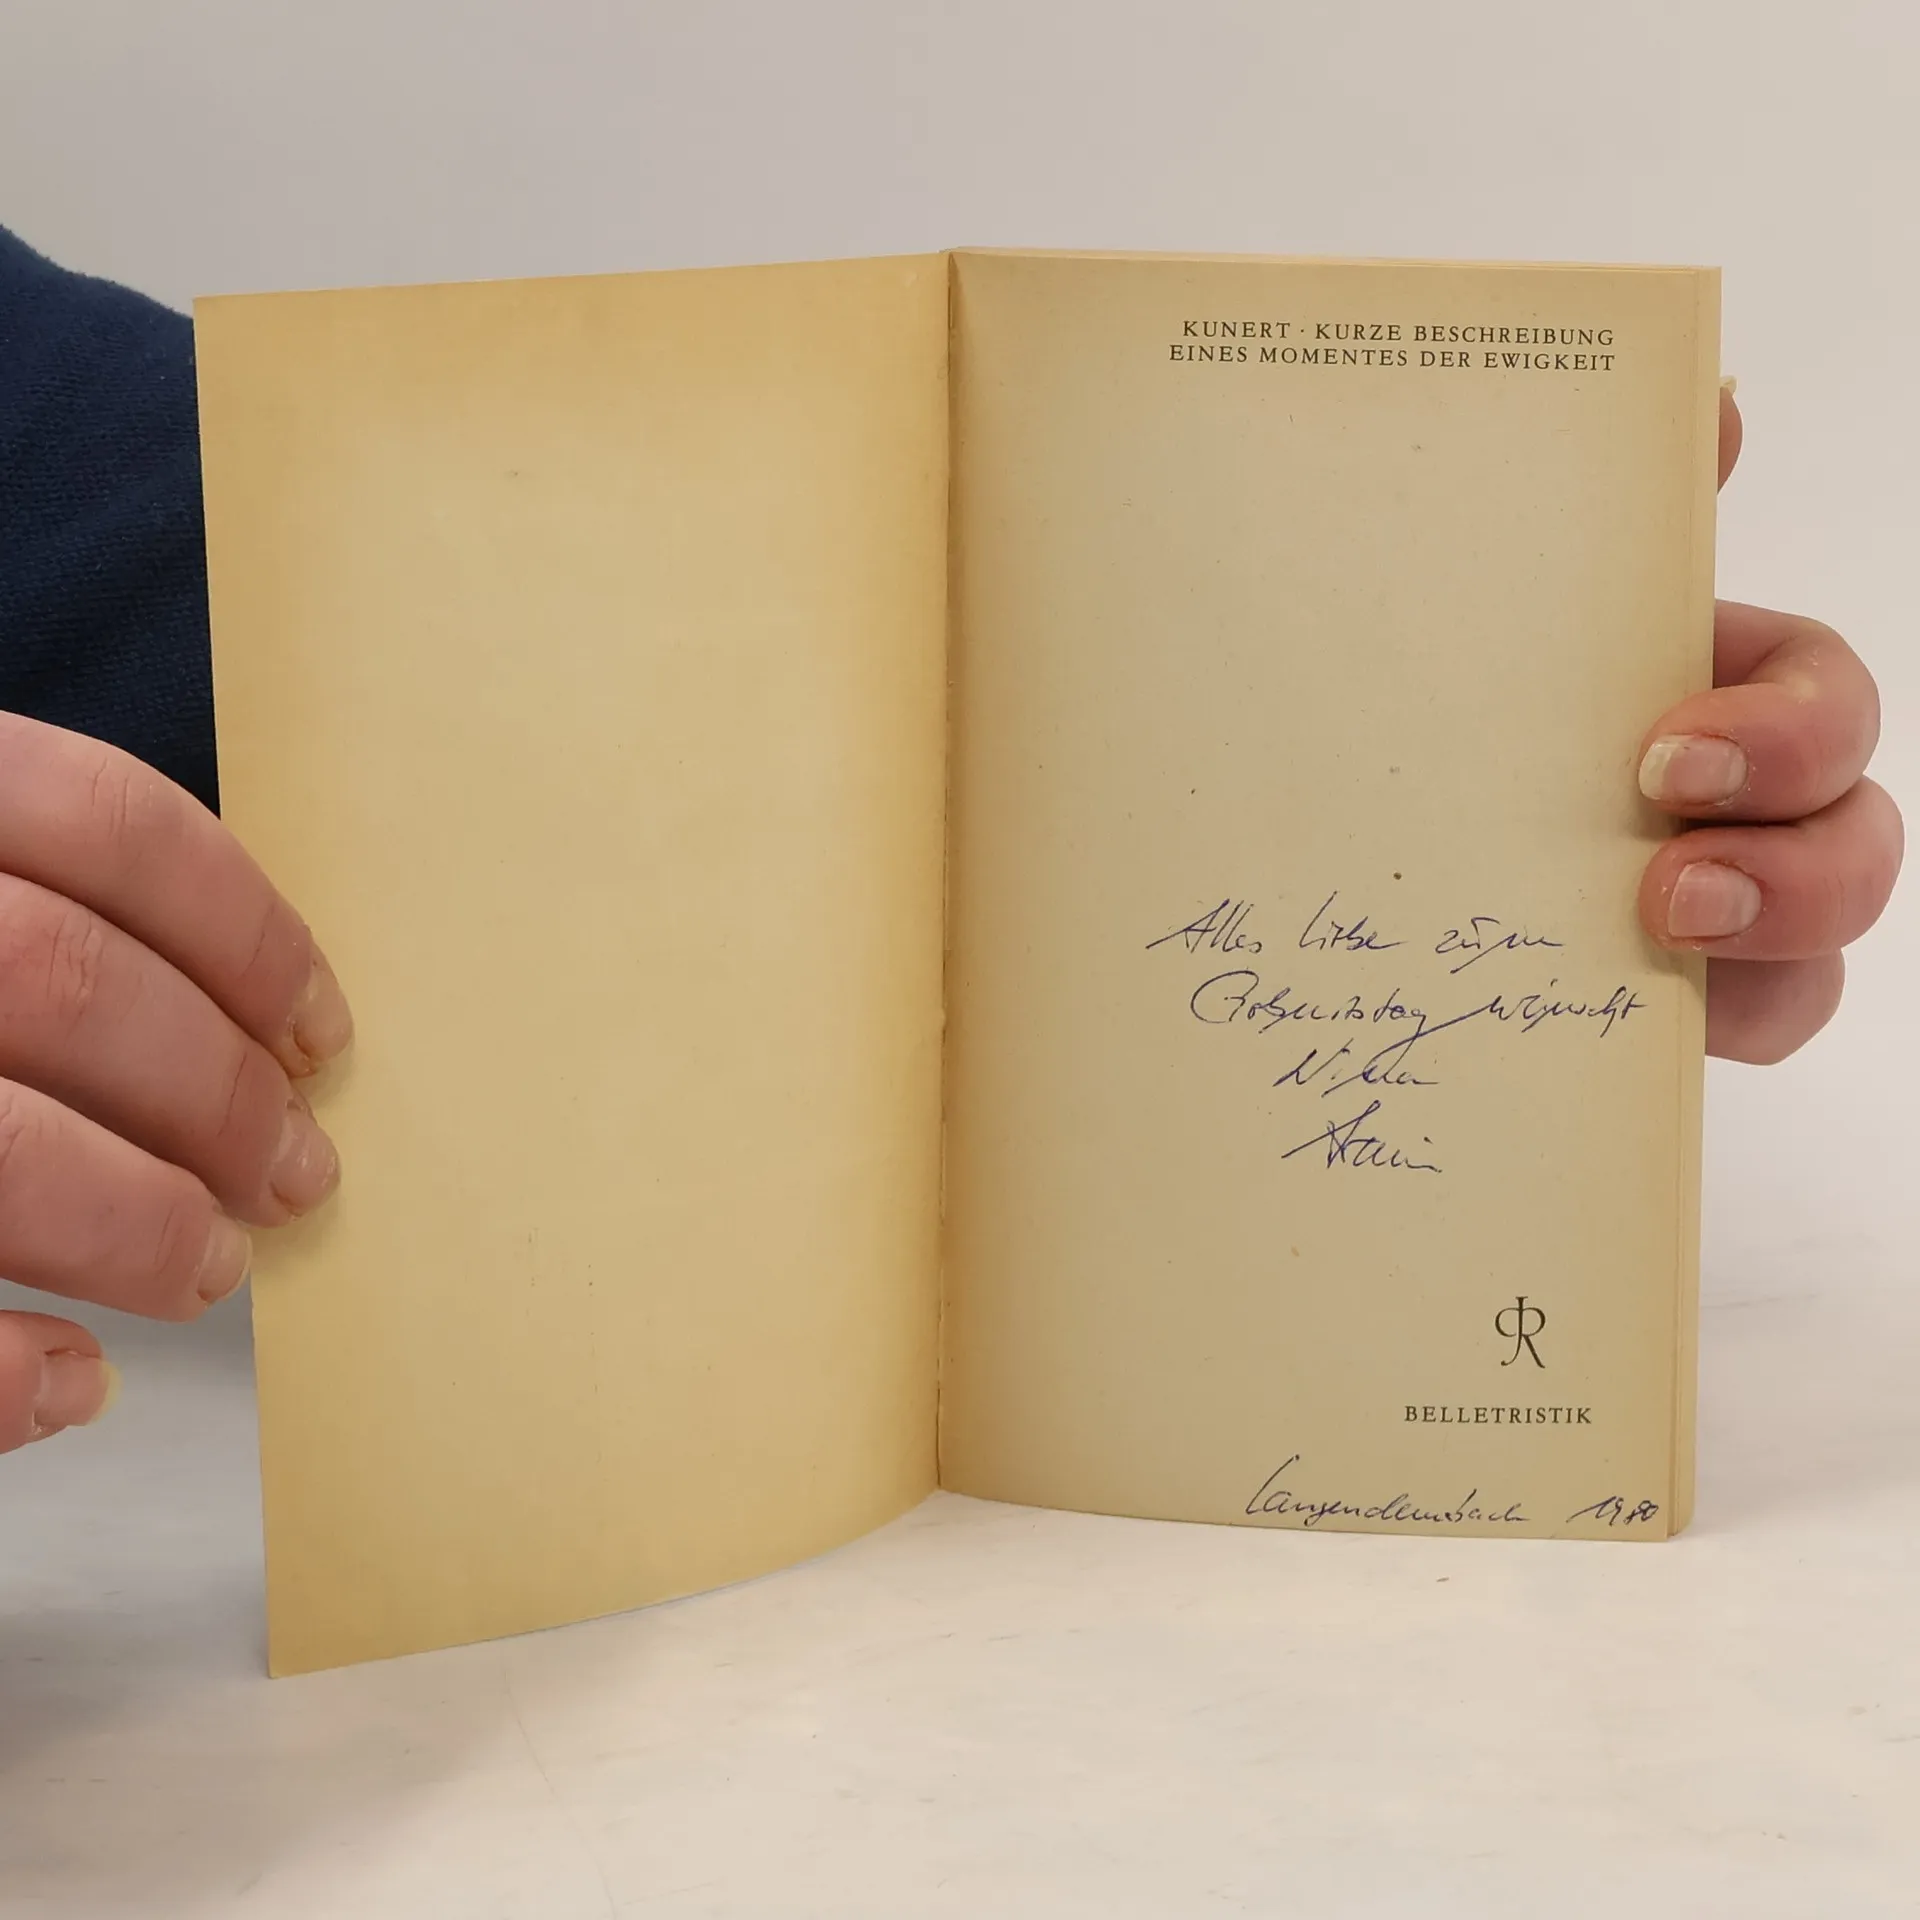 KUNERT · KURZE BESCHREIBUNG
EINES MOMENTES DER EWIGKEIT
Alles Liebe zum
Geburtstag wünscht
R
BELLETRISTIK
Langendembach 1980